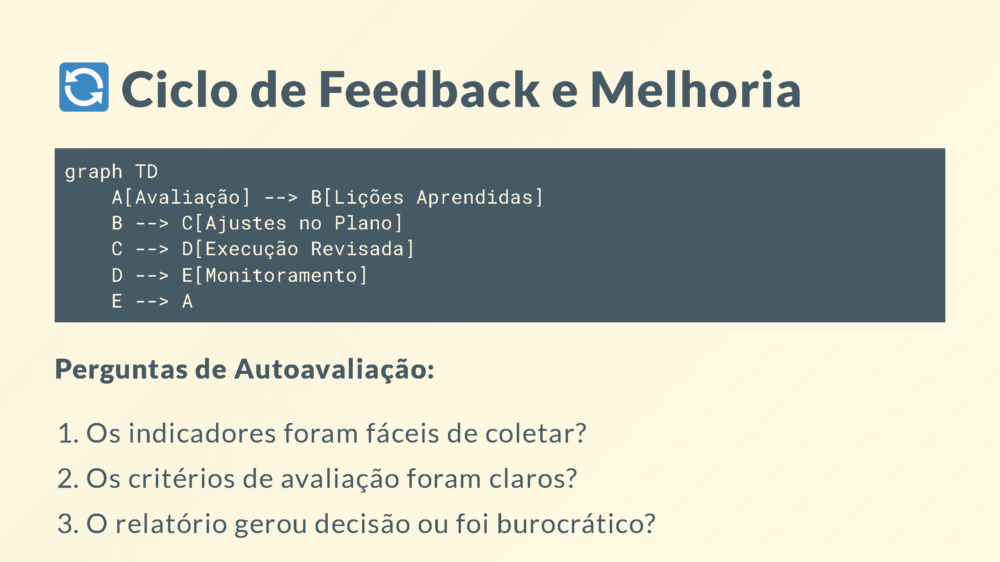 Ciclo de Feedback e Melhoria
graph TD
    A[Avaliação] --> B[Lições Aprendidas]
    B --> C[Ajustes no Plano]
    C --> D[Execução Revisada]
    D --> E[Monitoramento]
    E --> A
Perguntas de Autoavaliação:
1. Os indicadores foram fáceis de coletar?
2. Os critérios de avaliação foram claros?
3. O relatório gerou decisão ou foi burocrático?